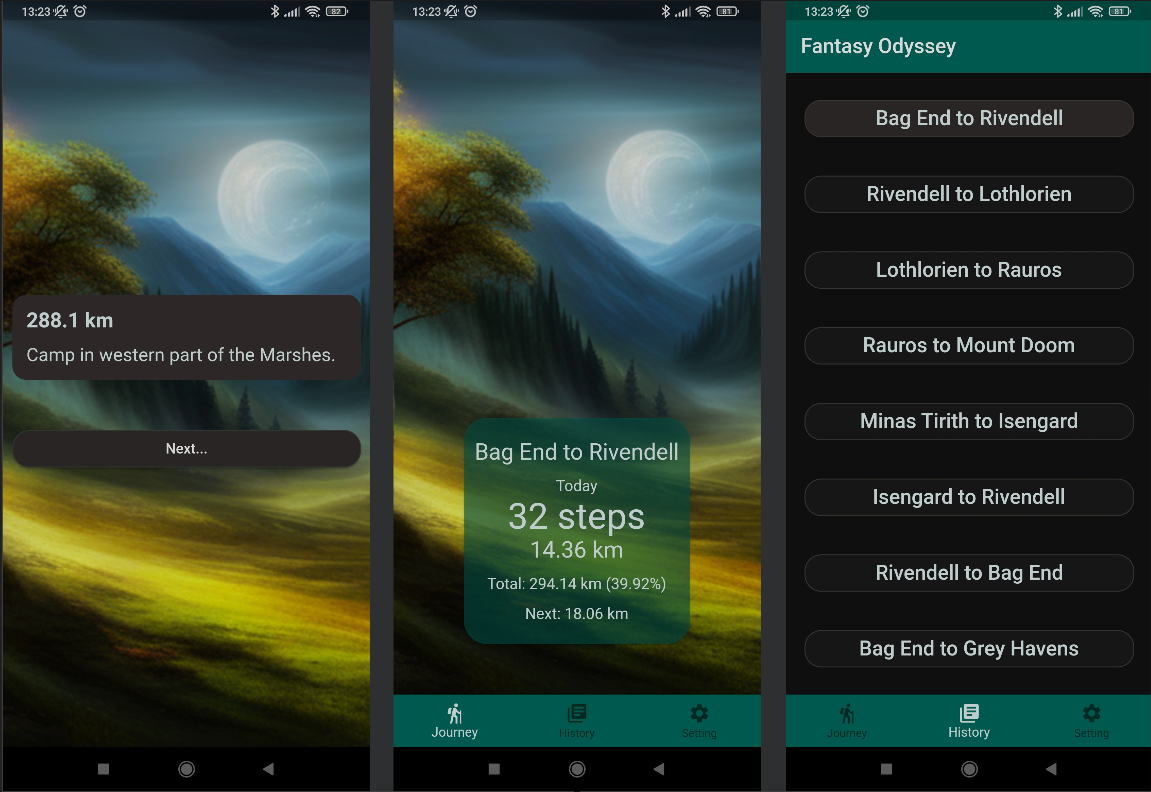 13:23
82
288.1 km
Camp in western part of the Marshes.
Next...
13:23
81
Bag End to Rivendell
Today
32 steps
14.36 km
Total: 294.14 km (39.92%)
Next: 18.06 km
Journey
History
Setting
13:23
81
Fantasy Odyssey
Bag End to Rivendell
Rivendell to Lothlorien
Lothlorien to Rauros
Rauros to Mount Doom
Minas Tirith to Isengard
Isengard to Rivendell
Rivendell to Bag End
Bag End to Grey Havens
Journey
History
Setting